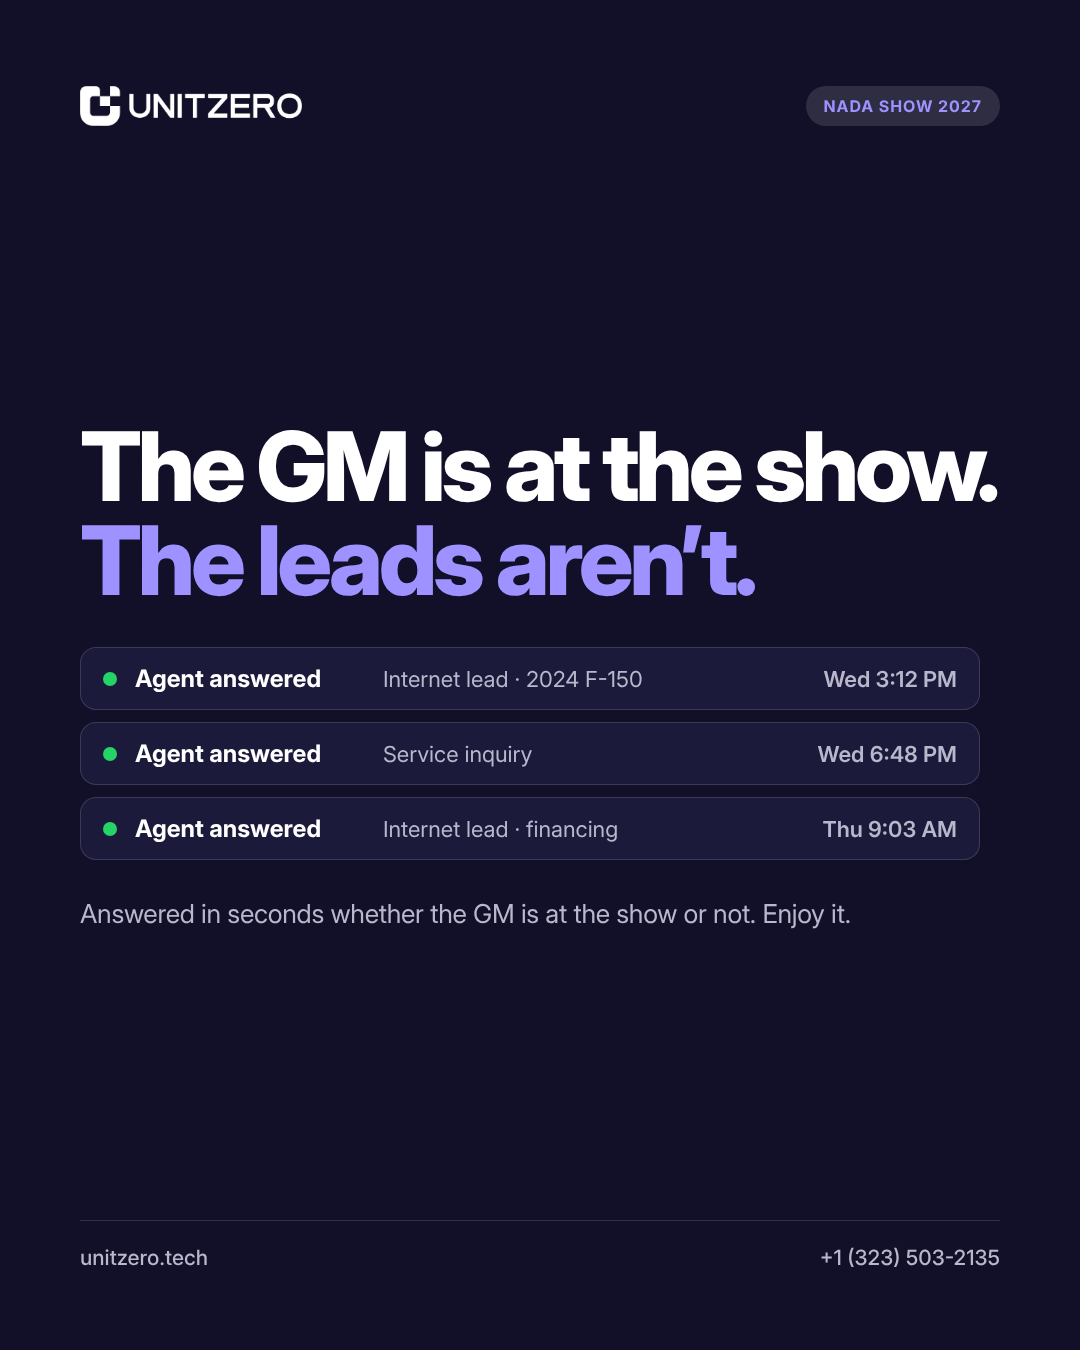 UNITZERO
NADA SHOW 2027
The GM is at the show.
The leads aren’t.
Agent answered Internet lead · 2024 F-150 Wed 3:12 PM
Agent answered Service inquiry Wed 6:48 PM
Agent answered Internet lead · financing Thu 9:03 AM
Answered in seconds whether the GM is at the show or not. Enjoy it.
unitzero.tech +1 (323) 503-2135